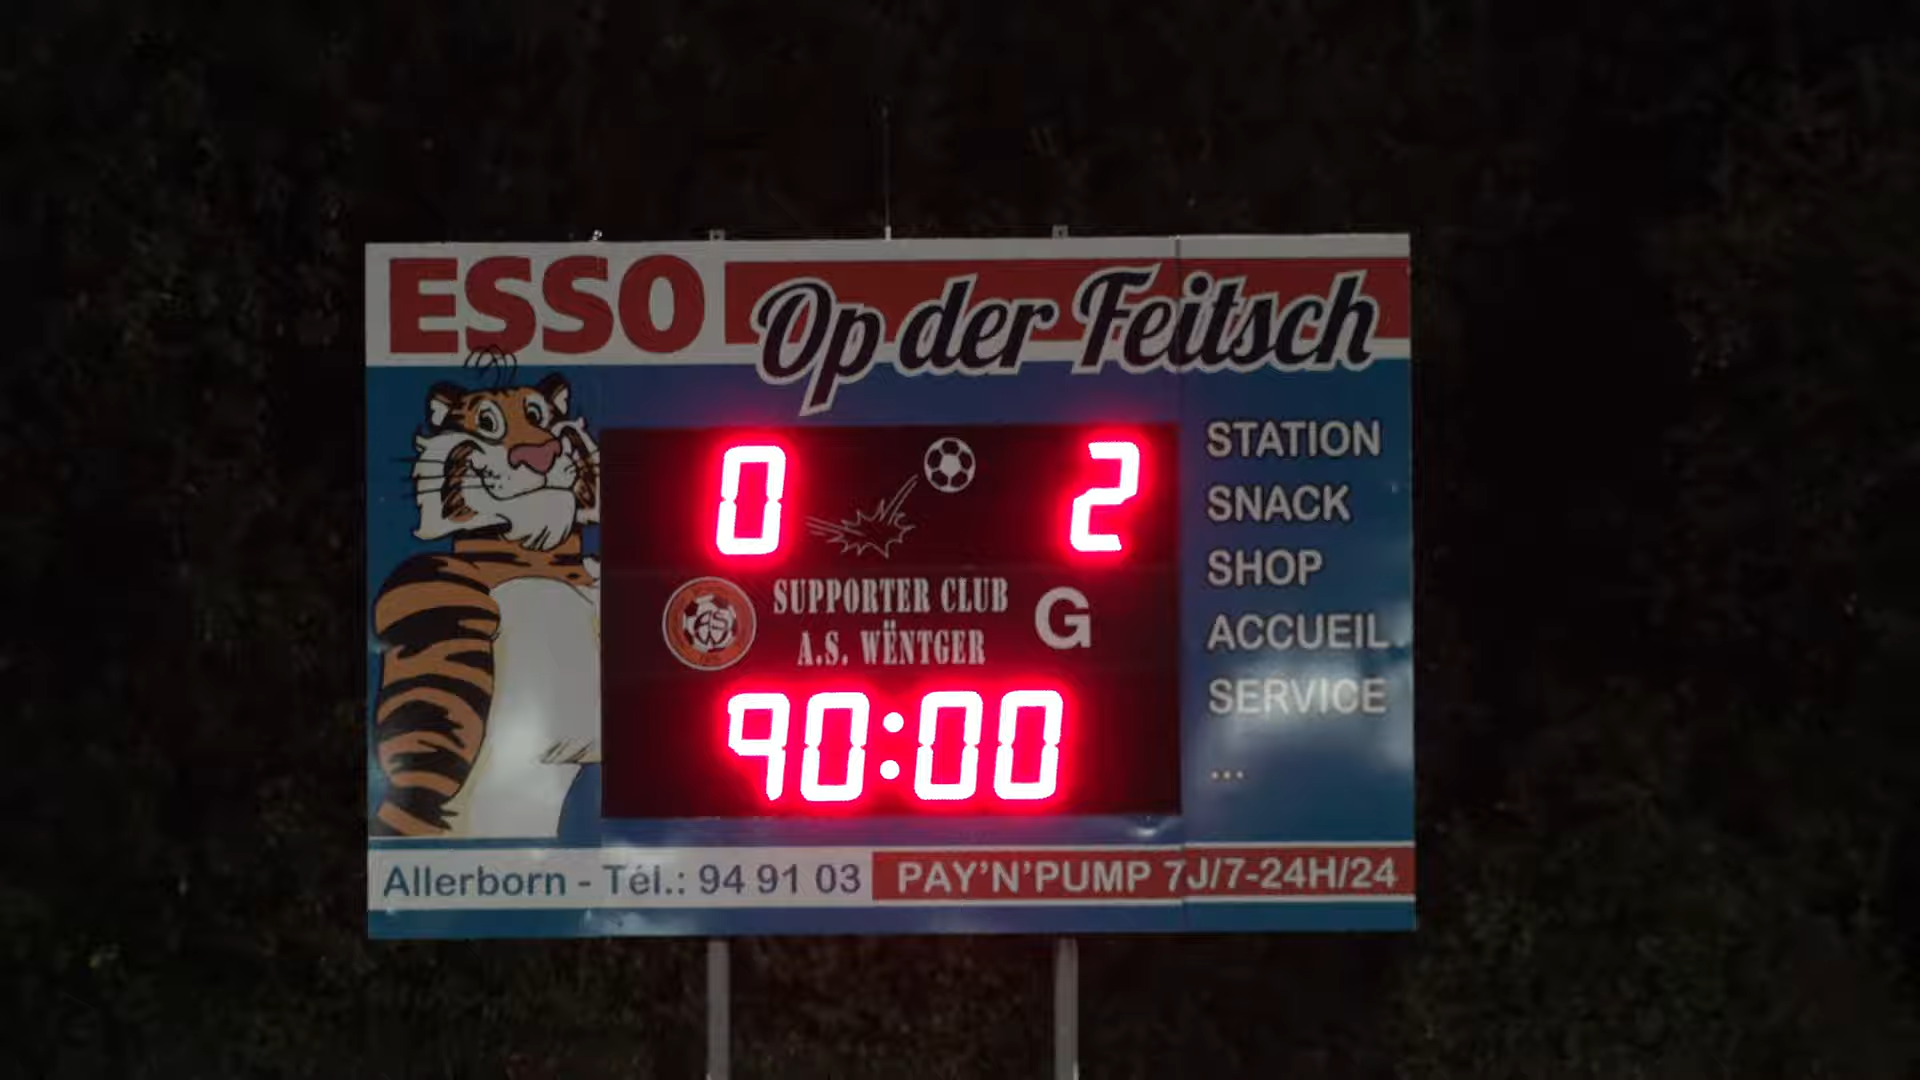 ESSO Op der Feitsch
0 2
STATION
SNACK
SHOP
ACCUEIL
SERVICE
...
SUPPORTER CLUB
A.S. WËNTGER
G
90:00
Allerborn - Tél.: 94 91 03 PAY'N'PUMP 7J/7-24H/24